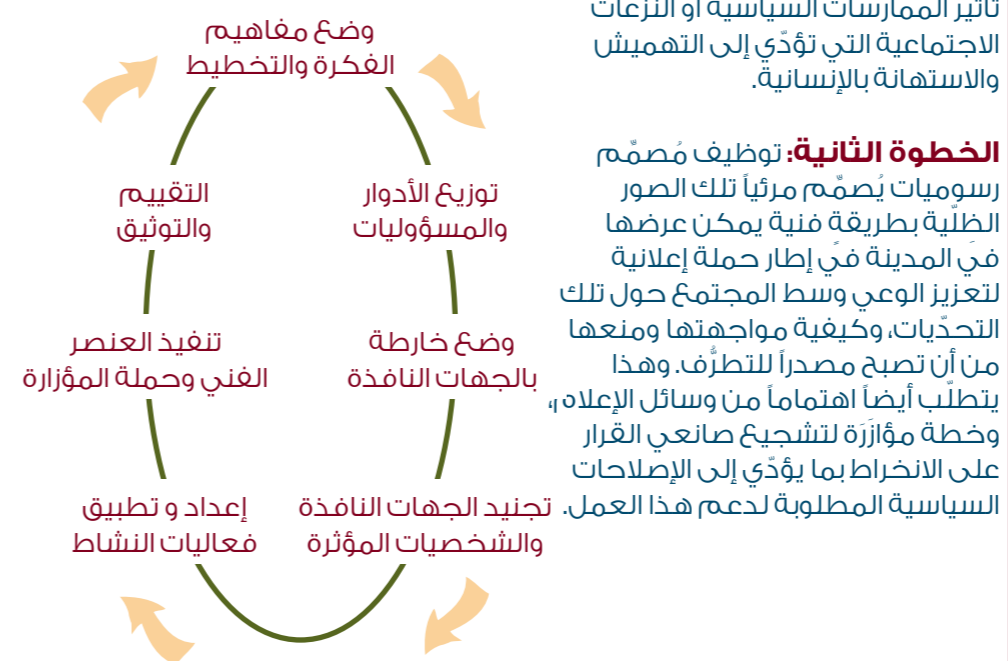 تأثير الممارسات السياسية أو النزعات
الاجتماعية التي تؤدّي إلى التهميش
والاستهانة بالإنسانية.
الخطوة الثانية: توظيف مُصمِّم
رسوميات يُصمِّم مرئياً تلك الصور
الظلّية بطريقة فنية يمكن عرضها
في المدينة في إطار حملة إعلانية
لتعزيز الوعي وسط المجتمع حول تلك
التحدّيات، وكيفية مواجهتها ومنعها
من أن تصبح مصدراً للتطرُّف. وهذا
يتطلّب أيضاً اهتماماً من وسائل الإعلام،
وخطة مؤازَرَة لتشجيع صانعي القرار
على الانخراط بما يؤدّي إلى الإصلاحات
السياسية المطلوبة لدعم هذا العمل.
وضع مفاهيم
الفكرة والتخطيط
توزيع الأدوار
والمسؤوليات
وضع خارطة
بالجهات النافذة
تجنيد الجهات النافذة
والشخصيات المؤثرة
إعداد و تطبيق
فعاليات النشاط
تنفيذ العنصر
الفني وحملة المؤزارة
التقييم
والتوثيق